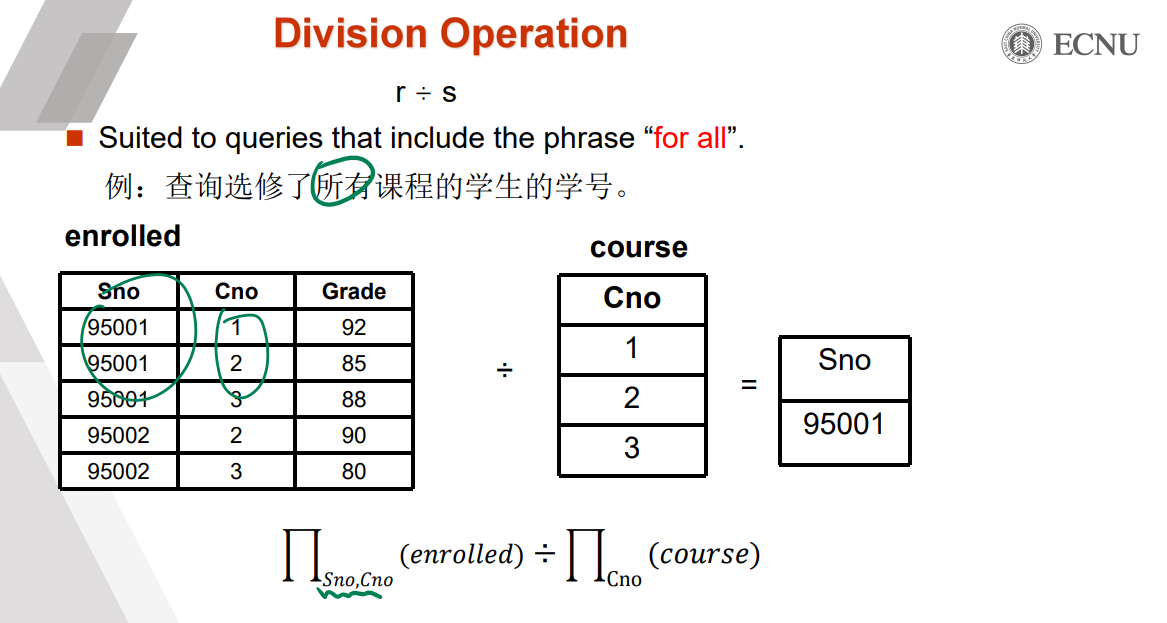 Division Operation
ECNU
r ÷ s
Suited to queries that include the phrase “for all”.
例：查询选修了所有课程的学生的学号。
enrolled
Sno Cno Grade
95001 1 92
95001 2 85
95001 3 88
95002 2 90
95002 3 80
÷
course
Cno
1
2
3
=
Sno
95001
∏Sno,Cno (enrolled) ÷ ∏Cno (course)